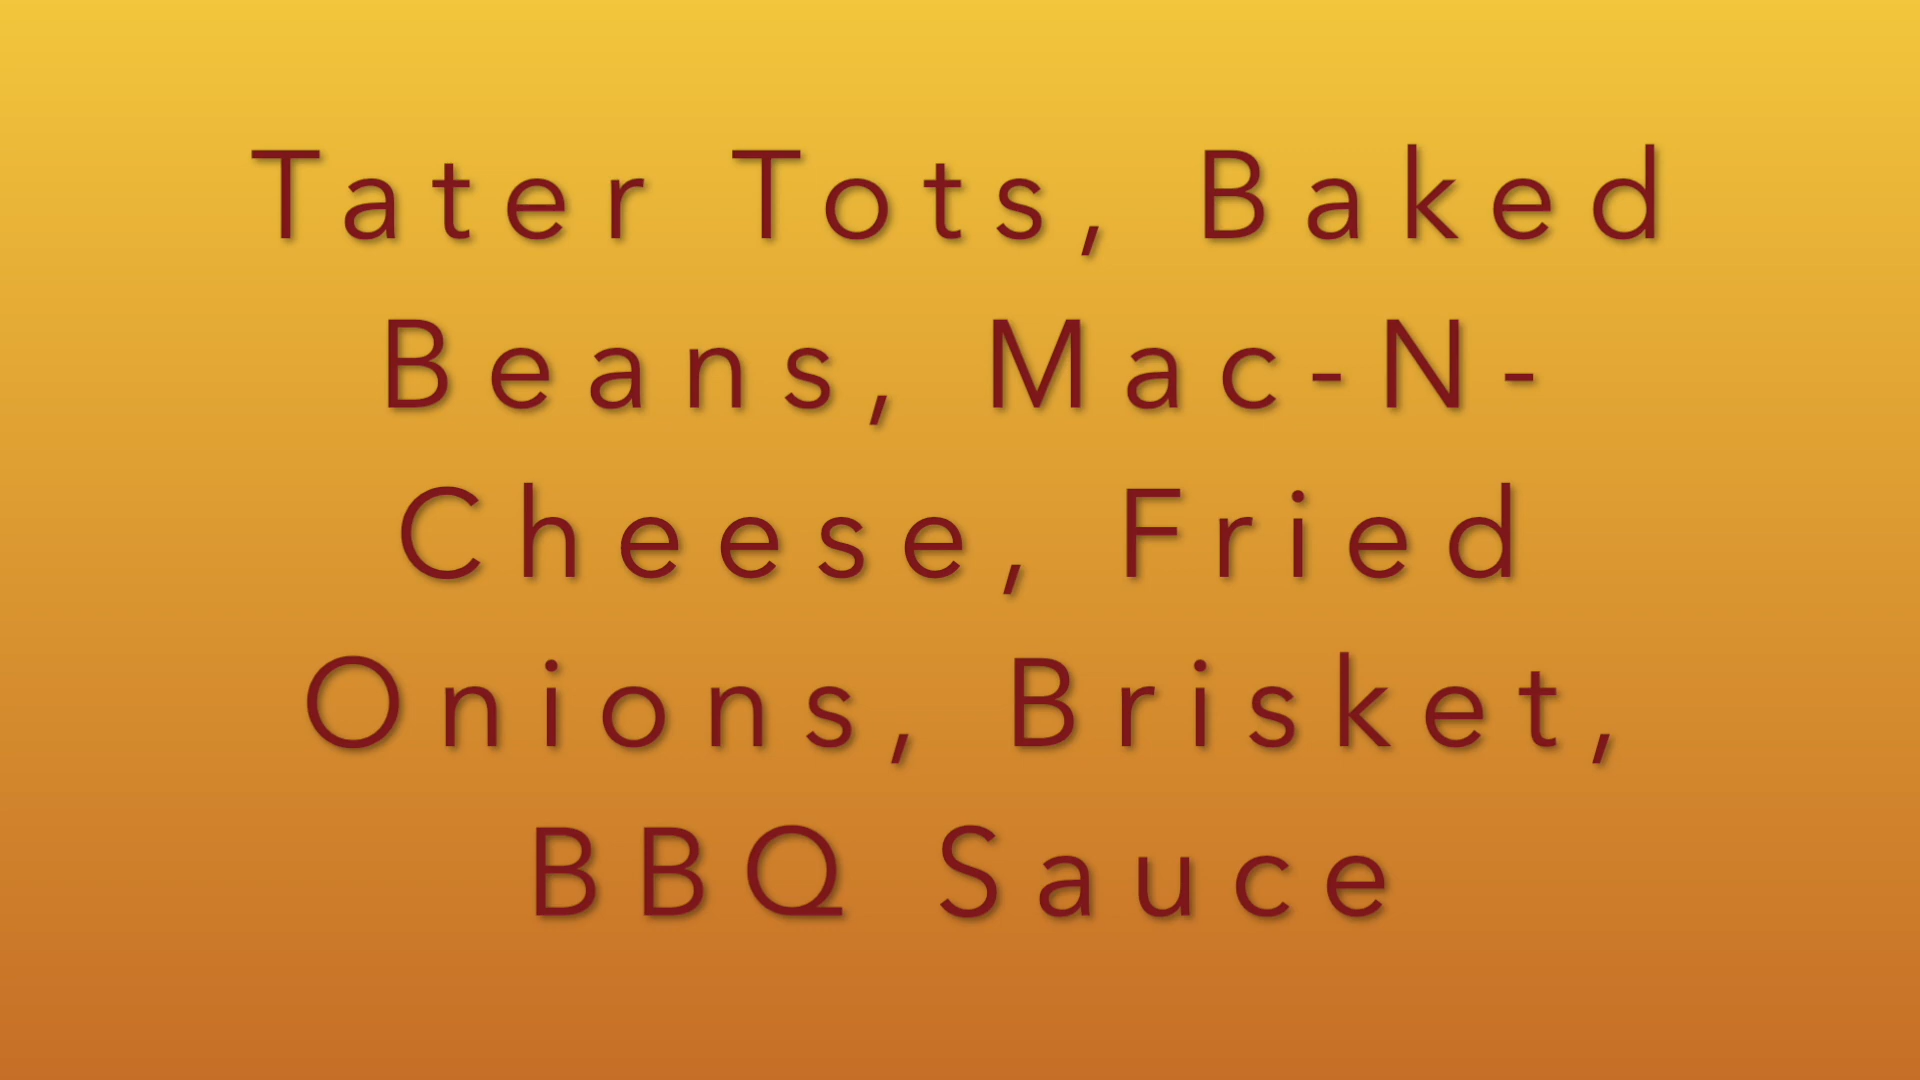 Tater Tots, Baked
Beans, Mac-N-
Cheese, Fried
Onions, Brisket,
BBQ Sauce